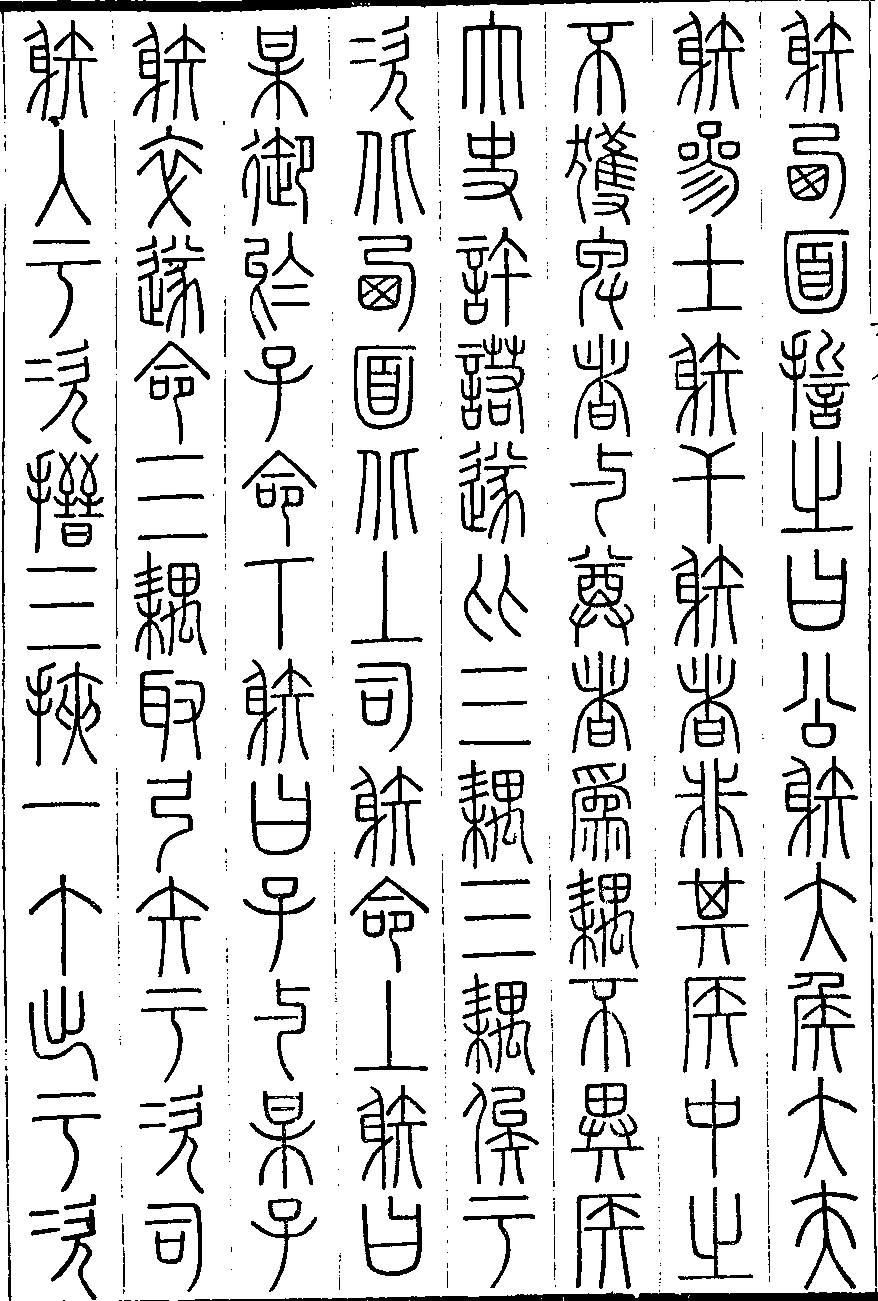 射西面誓之曰公射大侯大夫
射參士射干射者非其侯中之
不獲卑者与尊者為耦不異侯
大史許諾遂比三耦三耦俟于
次北西面北上司射命上射曰
某御於子命下射曰子与某子
射卒遂命三耦取弓矢于次司
射入于次搢三挾一个出于次